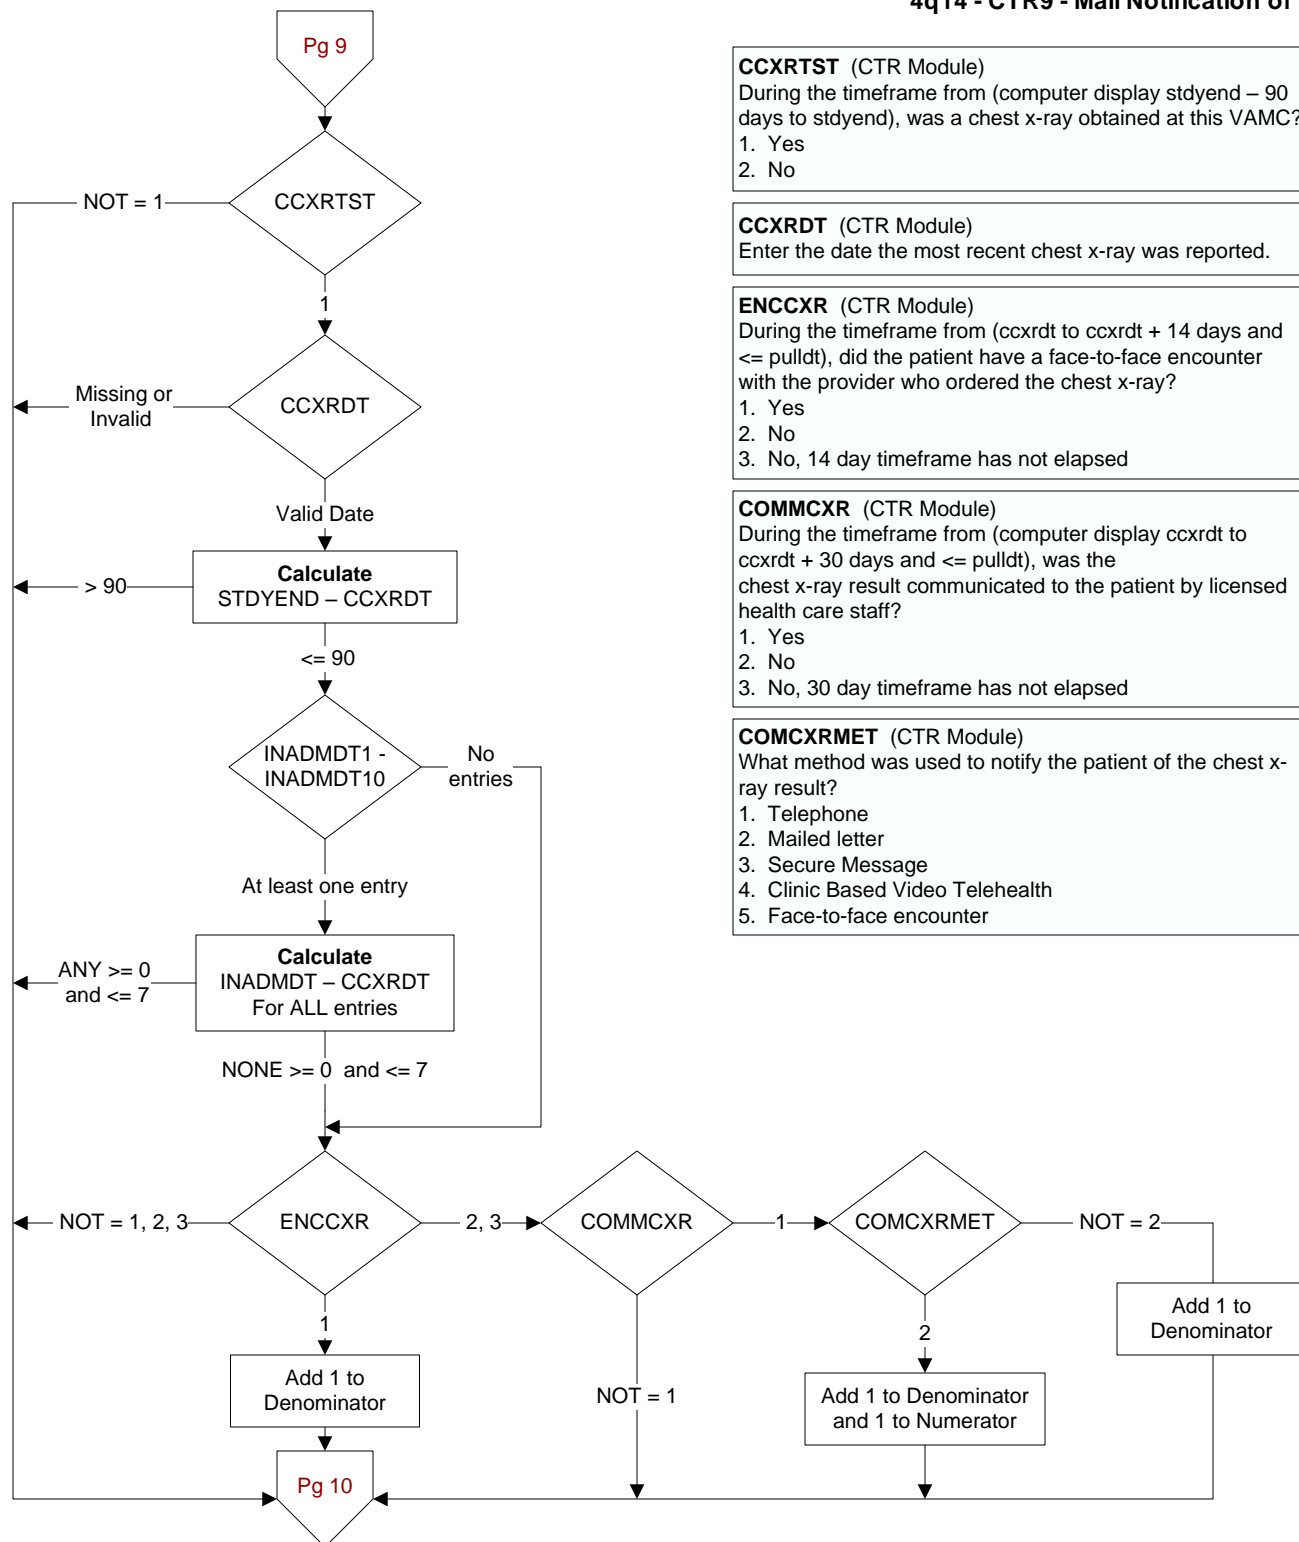 4q14 - CTR9 - Mail Notification of
Pg 9
CCXRTST
NOT = 1
1
CCXRDT
Missing or
Invalid
Valid Date
Calculate
STDYEND – CCXRDT
> 90
<= 90
INADMDT1 -
INADMDT10
No
entries
At least one entry
Calculate
INADMDT – CCXRDT
For ALL entries
ANY >= 0
and <= 7
NONE >= 0 and <= 7
ENCCXR
NOT = 1, 2, 3
2, 3
COMMCXR
1
COMCXRMET
NOT = 2
1
Add 1 to
Denominator
NOT = 1
2
Add 1 to Denominator
and 1 to Numerator
Add 1 to
Denominator
Pg 10
CCXRTST (CTR Module)
During the timeframe from (computer display stdyend – 90
days to stdyend), was a chest x-ray obtained at this VAMC?
1. Yes
2. No
CCXRDT (CTR Module)
Enter the date the most recent chest x-ray was reported.
ENCCXR (CTR Module)
During the timeframe from (ccxrdt to ccxrdt + 14 days and
<= pulldt), did the patient have a face-to-face encounter
with the provider who ordered the chest x-ray?
1. Yes
2. No
3. No, 14 day timeframe has not elapsed
COMMCXR (CTR Module)
During the timeframe from (computer display ccxrdt to
ccxrdt + 30 days and <= pulldt), was the
chest x-ray result communicated to the patient by licensed
health care staff?
1. Yes
2. No
3. No, 30 day timeframe has not elapsed
COMCXRMET (CTR Module)
What method was used to notify the patient of the chest x-
ray result?
1. Telephone
2. Mailed letter
3. Secure Message
4. Clinic Based Video Telehealth
5. Face-to-face encounter